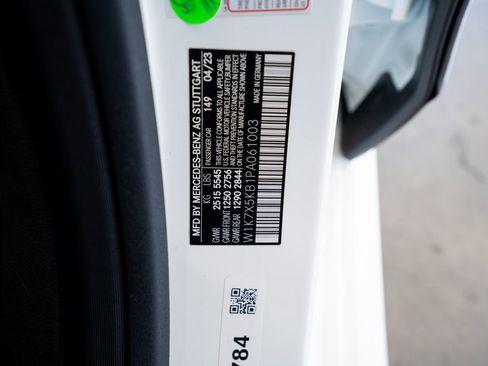 MFD BY MERCEDES-BENZ AG STUTTGART
KG LBS PASSENGER CAR 149 04/23
GVWR 2515 5545
GAWR FRONT 1250 2756
GAWR REAR 1290 2844
THIS VEHICLE CONFORMS TO ALL APPLICABLE
U.S. FEDERAL MOTOR VEHICLE SAFETY, BUMPER
AND THEFT PREVENTION STANDARDS IN EFFECT
ON THE DATE OF MANUFACTURE SHOWN ABOVE
W1K7X5KB1PA061003
MADE IN GERMANY
784